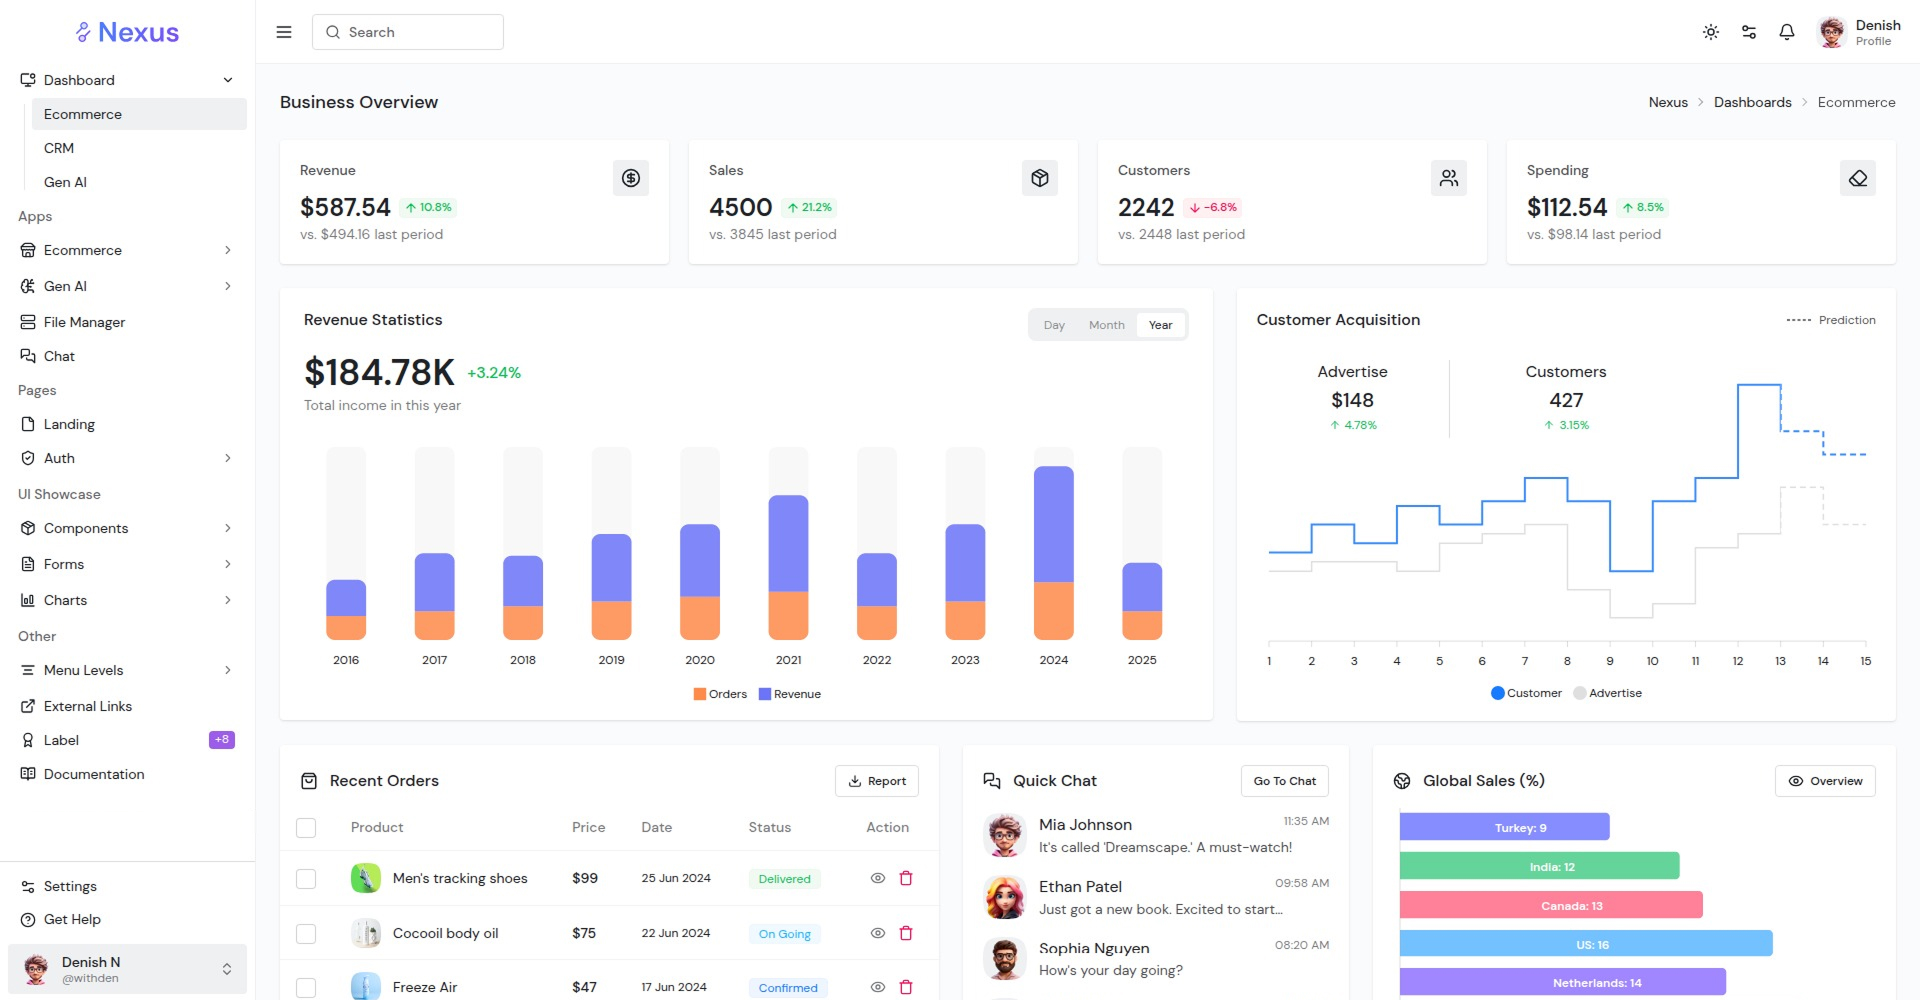 Nexus
Search
Denish
Profile
Dashboard
Ecommerce
CRM
Gen AI
Apps
Ecommerce
Gen AI
File Manager
Chat
Pages
Landing
Auth
UI Showcase
Components
Forms
Charts
Other
Menu Levels
External Links
Label +8
Documentation
Settings
Get Help
Denish N
@withden
Business Overview
Nexus > Dashboards > Ecommerce
Revenue
$587.54 ↑ 10.8%
vs. $494.16 last period
Sales
4500 ↑ 21.2%
vs. 3845 last period
Customers
2242 ↓ -6.8%
vs. 2448 last period
Spending
$112.54 ↑ 8.5%
vs. $98.14 last period
Revenue Statistics
Day Month Year
$184.78K +3.24%
Total income in this year
2016 2017 2018 2019 2020 2021 2022 2023 2024 2025
Orders Revenue
Customer Acquisition
Prediction
Advertise
$148
↑ 4.78%
Customers
427
↑ 3.15%
1 2 3 4 5 6 7 8 9 10 11 12 13 14 15
Customer Advertise
Recent Orders
Report
Product Price Date Status Action
Men's tracking shoes $99 25 Jun 2024 Delivered
Cocooil body oil $75 22 Jun 2024 On Going
Freeze Air $47 17 Jun 2024 Confirmed
Quick Chat
Go To Chat
Mia Johnson 11:35 AM
It's called 'Dreamscape.' A must-watch!
Ethan Patel 09:58 AM
Just got a new book. Excited to start...
Sophia Nguyen 08:20 AM
How's your day going?
Global Sales (%)
Overview
Turkey: 9
India: 12
Canada: 13
US: 16
Netherlands: 14